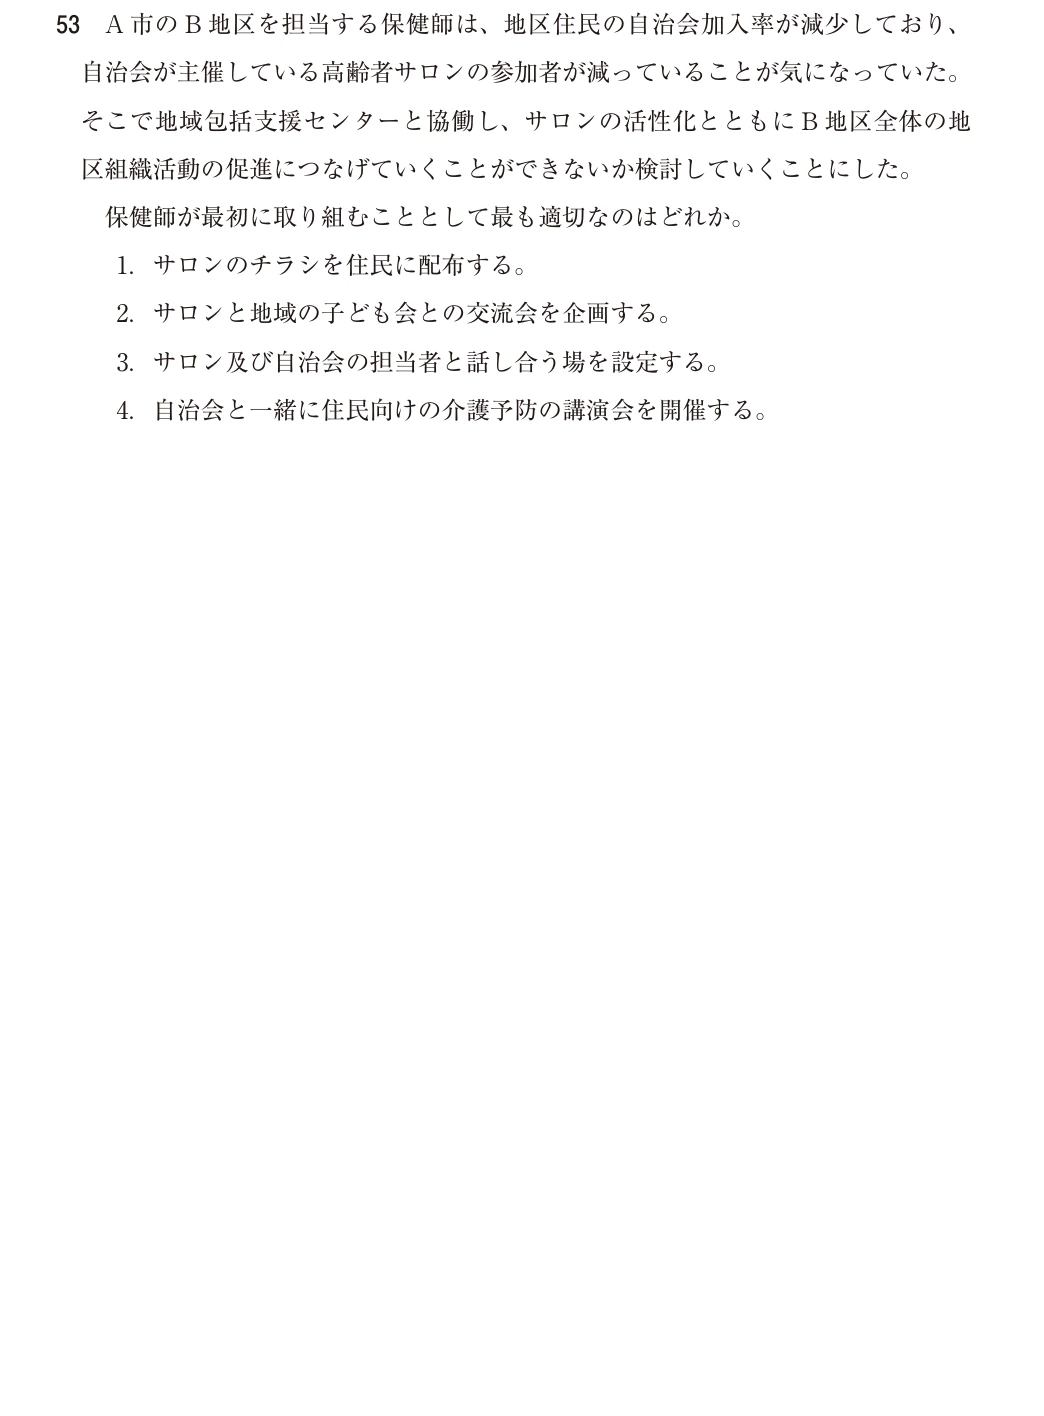 53 A市のB地区を担当する保健師は、地区住民の自治会加入率が減少しており、
自治会が主催している高齢者サロンの参加者が減っていることが気になっていた。
そこで地域包括支援センターと協働し、サロンの活性化とともにB地区全体の地
区組織活動の促進につなげていくことができないか検討していくことにした。
保健師が最初に取り組むこととして最も適切なのはどれか。
1. サロンのチラシを住民に配布する。
2. サロンと地域の子ども会との交流会を企画する。
3. サロン及び自治会の担当者と話し合う場を設定する。
4. 自治会と一緒に住民向けの介護予防の講演会を開催する。